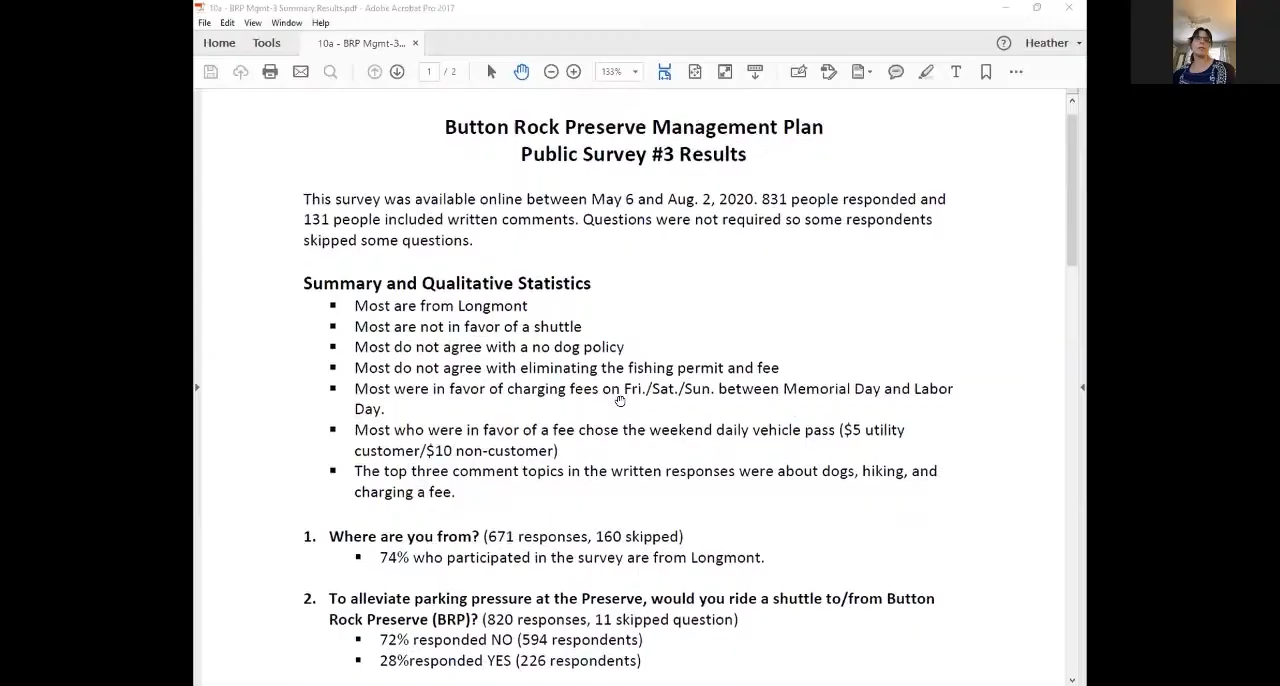 10a - BRP Mgmt-3 Summary Results.pdf - Adobe Acrobat Pro 2017
File Edit View Window Help
Home Tools 10a - BRP Mgmt-3... × Heather
1 / 2 133%
Button Rock Preserve Management Plan
Public Survey #3 Results
This survey was available online between May 6 and Aug. 2, 2020. 831 people responded and
131 people included written comments. Questions were not required so some respondents
skipped some questions.
Summary and Qualitative Statistics
▪ Most are from Longmont
▪ Most are not in favor of a shuttle
▪ Most do not agree with a no dog policy
▪ Most do not agree with eliminating the fishing permit and fee
▪ Most were in favor of charging fees on Fri./Sat./Sun. between Memorial Day and Labor
Day.
▪ Most who were in favor of a fee chose the weekend daily vehicle pass ($5 utility
customer/$10 non-customer)
▪ The top three comment topics in the written responses were about dogs, hiking, and
charging a fee.
1. Where are you from? (671 responses, 160 skipped)
▪ 74% who participated in the survey are from Longmont.
2. To alleviate parking pressure at the Preserve, would you ride a shuttle to/from Button
Rock Preserve (BRP)? (820 responses, 11 skipped question)
▪ 72% responded NO (594 respondents)
▪ 28%responded YES (226 respondents)